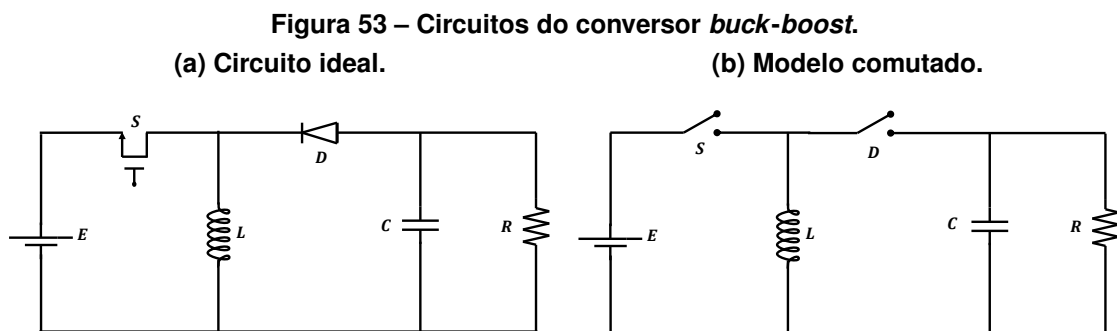 Figura 53 – Circuitos do conversor buck-boost.
(a) Circuito ideal.
(b) Modelo comutado.
S
D
E
L
C
R
S
D
E
L
C
R